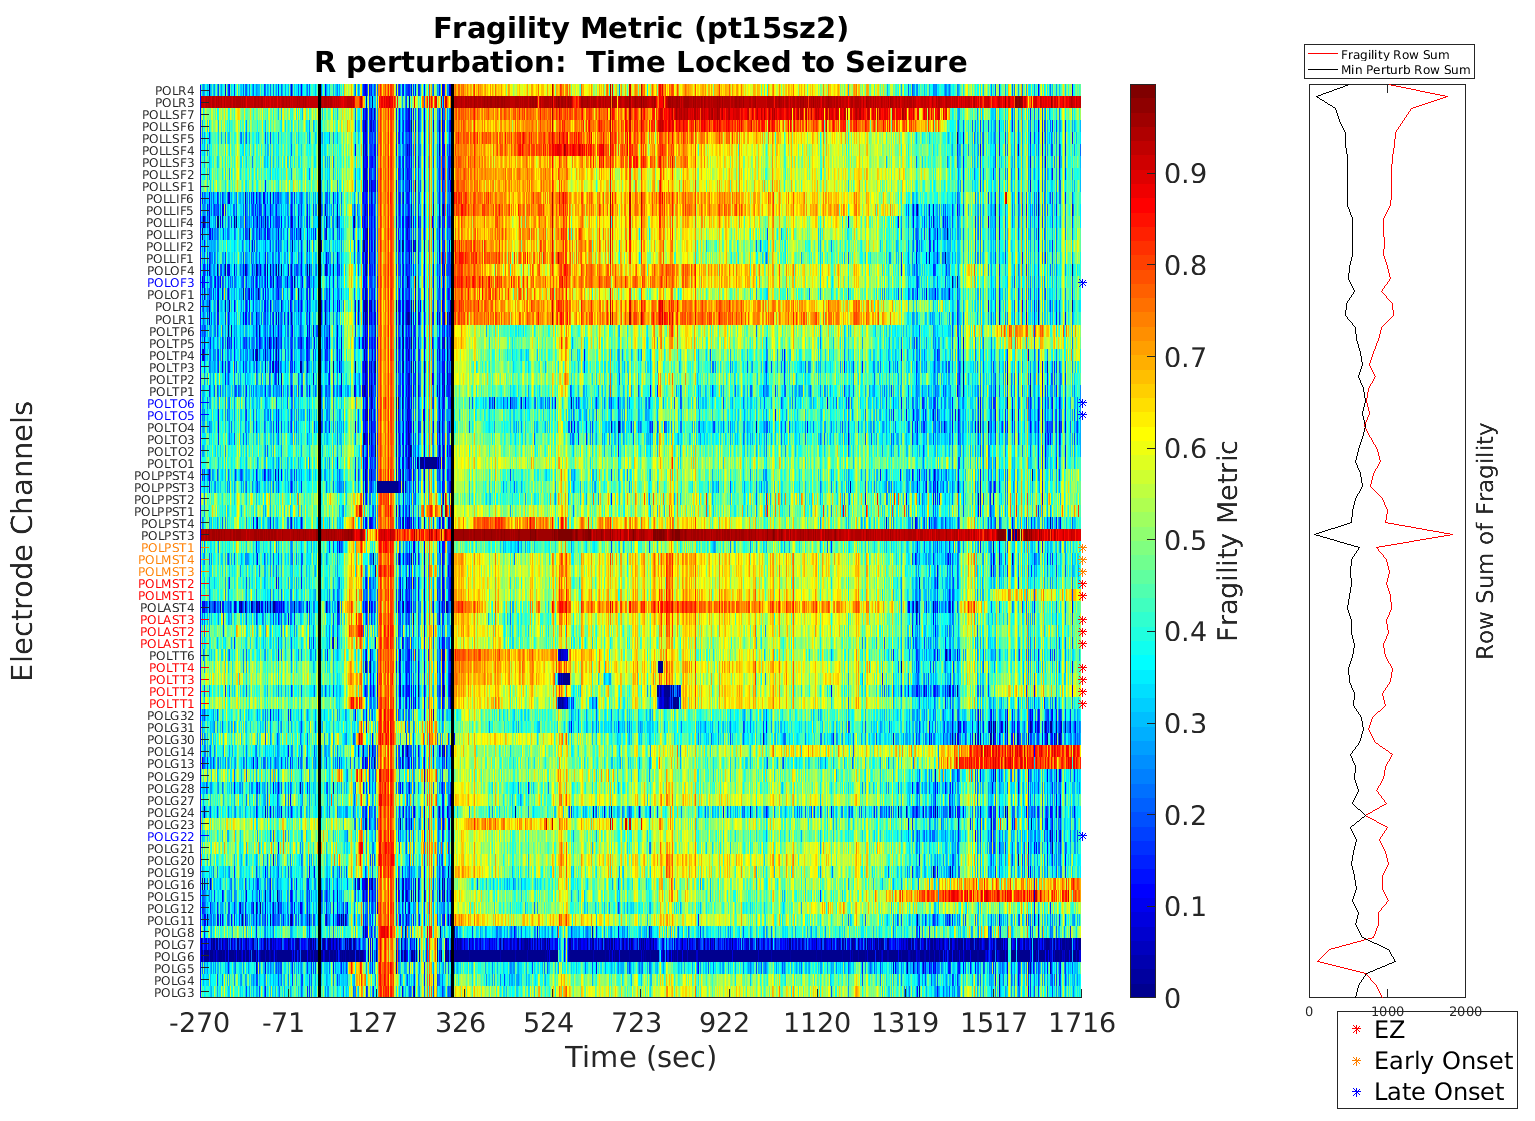 Fragility Metric (pt15sz2)
R perturbation:  Time Locked to Seizure
Electrode Channels
POLR4
POLR3
POLLSF7
POLLSF6
POLLSF5
POLLSF4
POLLSF3
POLLSF2
POLLSF1
POLLIF6
POLLIF5
POLLIF4
POLLIF3
POLLIF2
POLLIF1
POLOF4
POLOF3
POLOF1
POLR2
POLR1
POLTP6
POLTP5
POLTP4
POLTP3
POLTP2
POLTP1
POLTO6
POLTO5
POLTO4
POLTO3
POLTO2
POLTO1
POLPPST4
POLPPST3
POLPPST2
POLPPST1
POLPST4
POLPST3
POLPST1
POLMST4
POLMST3
POLMST2
POLMST1
POLAST4
POLAST3
POLAST2
POLAST1
POLTT6
POLTT4
POLTT3
POLTT2
POLTT1
POLG32
POLG31
POLG30
POLG14
POLG13
POLG29
POLG28
POLG27
POLG24
POLG23
POLG22
POLG21
POLG20
POLG19
POLG16
POLG15
POLG12
POLG11
POLG8
POLG7
POLG6
POLG5
POLG4
POLG3
-270 -71 127 326 524 723 922 1120 1319 1517 1716
Time (sec)
0.9
0.8
0.7
0.6
0.5
0.4
0.3
0.2
0.1
0
Fragility Metric
Fragility Row Sum
Min Perturb Row Sum
0 1000 2000
Row Sum of Fragility
EZ
Early Onset
Late Onset